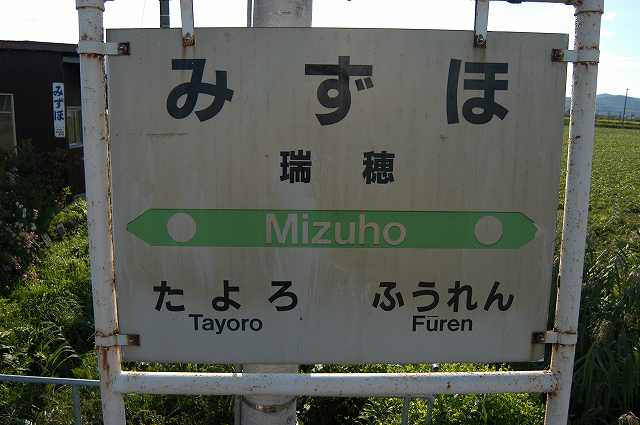 みずほ
瑞穂
Mizuho
たよろ ふうれん
Tayoro Fūren
みずほ